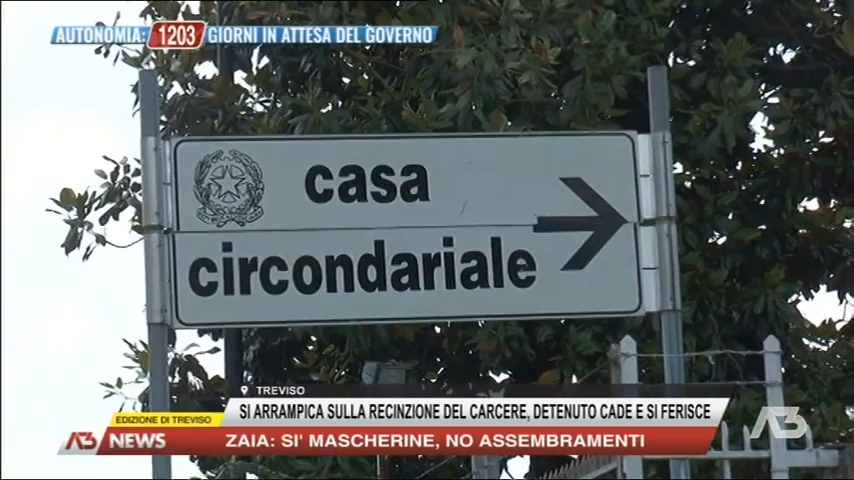 AUTONOMIA: 1203 GIORNI IN ATTESA DEL GOVERNO
casa
circondariale
TREVISO
EDIZIONE DI TREVISO
SI ARRAMPICA SULLA RECINZIONE DEL CARCERE, DETENUTO CADE E SI FERISCE
A3 NEWS
ZAIA: SI' MASCHERINE, NO ASSEMBRAMENTI
A3